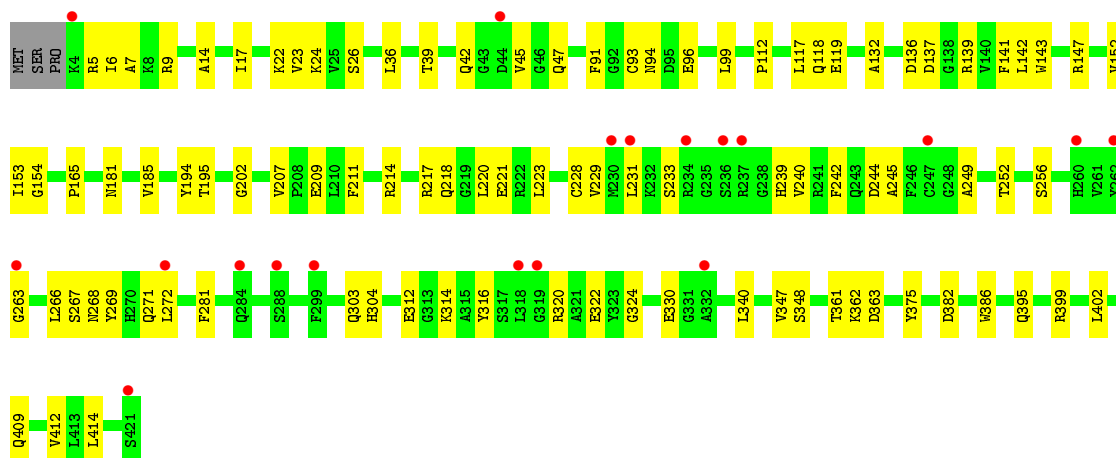 MET SER PRO K4 R5 I6 A7 K8 R9 A14 I17 K22 V23 K24 V25 S26 L36 T39 Q42 G43 D44 V45 G46 Q47 F91 G92 C93 N94 D95 E96 L99 P112 L117 Q118 E119 A132 D136 D137 G138 R139 V140 F141 L142 W143 R147 V152
I153 G154 P165 N181 V185 Y194 T195 G202 V207 P208 E209 L210 F211 R214 R217 Q218 G219 L220 E221 R222 L223 C228 V229 M230 L231 K232 S233 R234 G235 S236 R237 G238 H239 V240 R241 F242 Q243 D244 A245 F246 C247 G248 A249 T252 S256 H260 V261 Y262
G263 L266 S267 N268 Y269 H270 Q271 L272 F281 Q284 S288 F299 Q303 H304 E312 G313 K314 A315 Y316 S317 L318 G319 R320 A321 E322 Y323 G324 E330 G331 A332 L340 V347 S348 T361 K362 D363 Y375 D382 W386 Q395 R399 L402
Q409 V412 L413 L414 S421